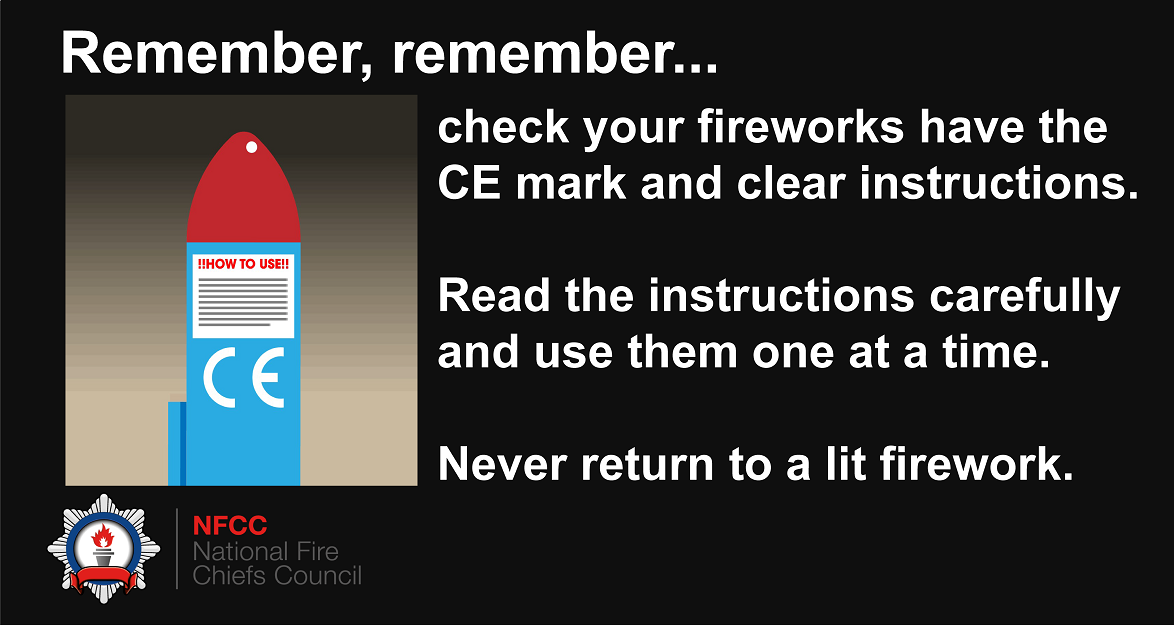 Remember, remember...
check your fireworks have the
CE mark and clear instructions.
Read the instructions carefully
and use them one at a time.
Never return to a lit firework.
!!HOW TO USE!!
CE
NFCC
National Fire
Chiefs Council